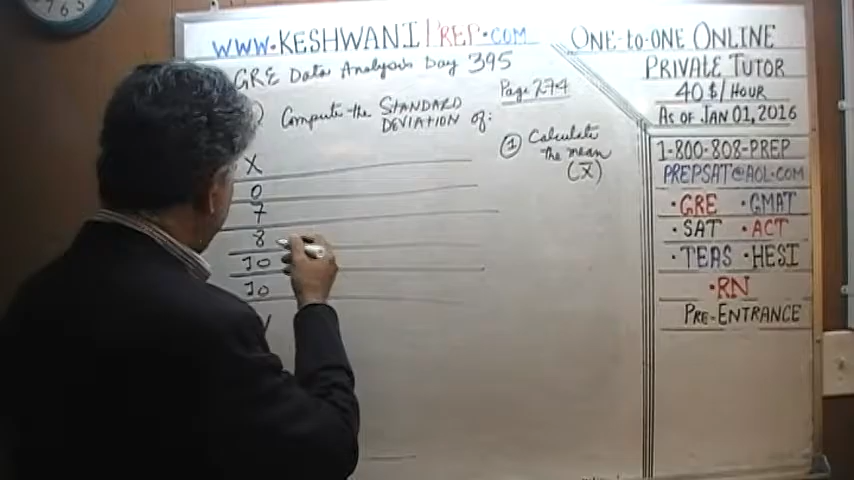 WWW.KESHWANI PREP.COM
GRE Data Analysis Day 395
Page 274
Compute the STANDARD
DEVIATION of:
X
0
7
8
10
10
① Calculate
the mean
(X̄)
ONE-TO-ONE ONLINE
PRIVATE TUTOR
40 $/HOUR
AS OF JAN 01, 2016
1-800-808-PREP
PREPSAT@AOL.COM
•GRE •GMAT
•SAT •ACT
•TEAS •HESI
•RN
PRE-ENTRANCE